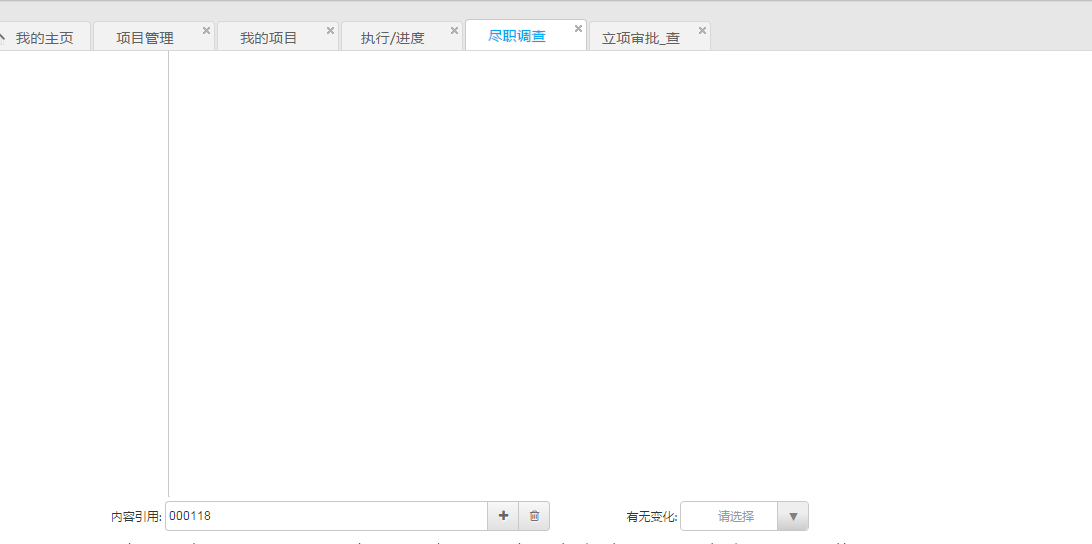 我的主页 项目管理 我的项目 执行/进度 尽职调查 立项审批_查
内容引用: 000118 有无变化: 请选择